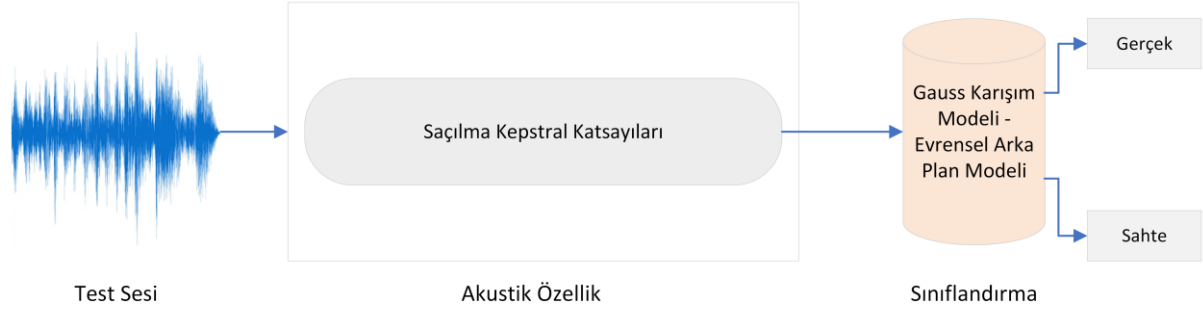 Saçılma Kepstral Katsayıları
Gauss Karışım
Modeli -
Evrensel Arka
Plan Modeli
Gerçek
Sahte
Test Sesi
Akustik Özellik
Sınıflandırma